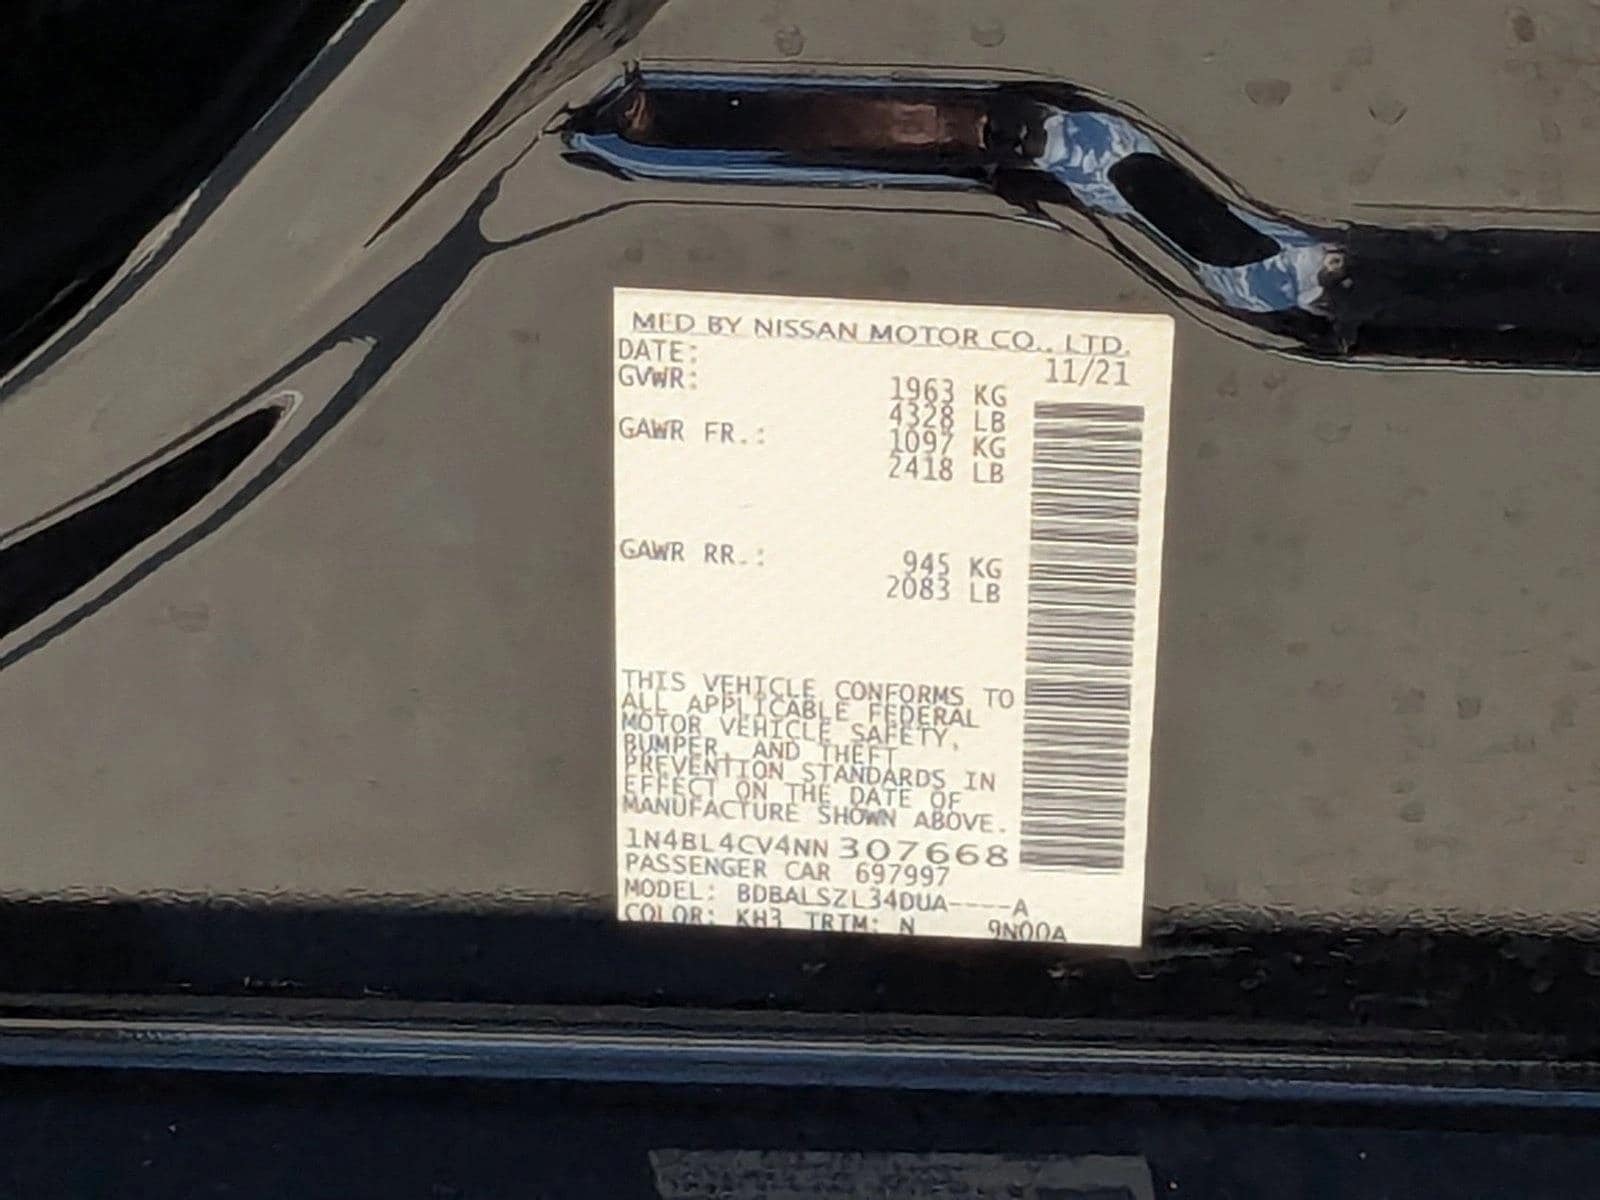 MFD BY NISSAN MOTOR CO., LTD.
DATE: 11/21
GVWR: 1963 KG
4328 LB
GAWR FR.: 1097 KG
2418 LB
GAWR RR.: 945 KG
2083 LB
THIS VEHICLE CONFORMS TO
ALL APPLICABLE FEDERAL
MOTOR VEHICLE SAFETY,
BUMPER, AND THEFT
PREVENTION STANDARDS IN
EFFECT ON THE DATE OF
MANUFACTURE SHOWN ABOVE.
1N4BL4CV4NN307668
PASSENGER CAR 697997
MODEL: BDBALSZL34DUA----A
COLOR: KH3 TRIM: N 9N00A